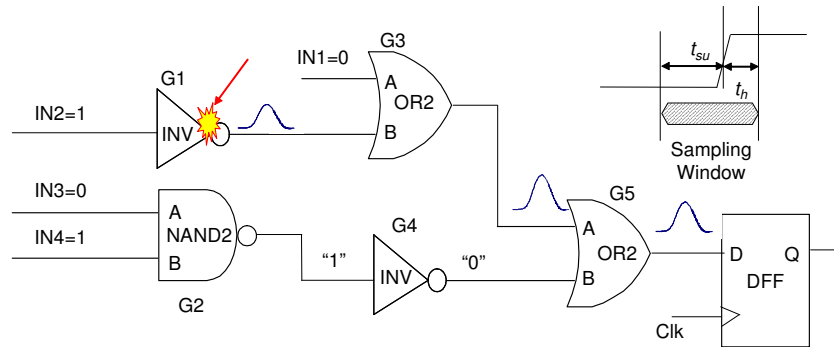 G1
IN2=1
INV
IN1=0
G3
A
OR2
B
t_su
t_h
Sampling
Window
IN3=0
A
IN4=1
NAND2
B
G2
“1”
G4
INV
“0”
G5
A
OR2
B
D
Q
DFF
Clk